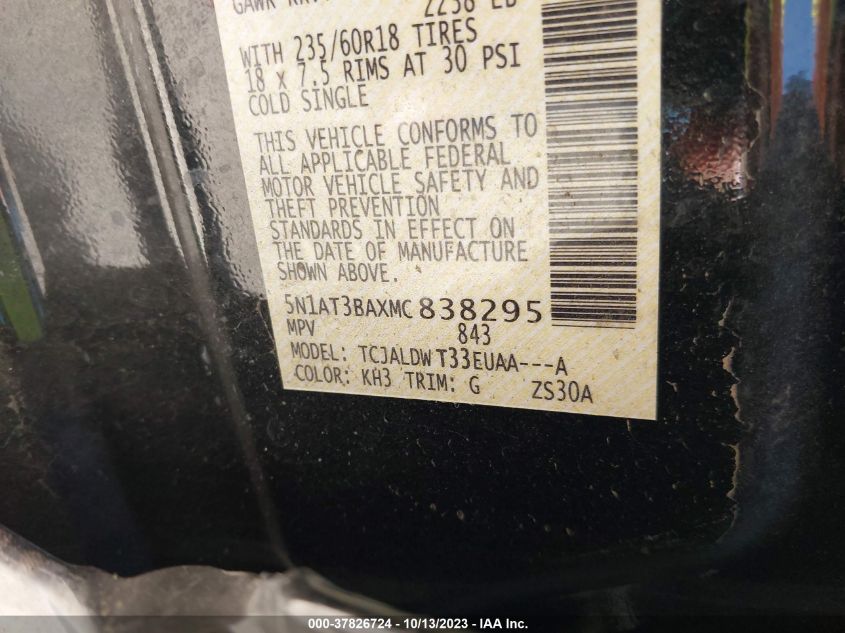 2238 LB
WITH 235/60R18 TIRES
18 X 7.5 RIMS AT 30 PSI
COLD SINGLE
THIS VEHICLE CONFORMS TO
ALL APPLICABLE FEDERAL
MOTOR VEHICLE SAFETY AND
THEFT PREVENTION
STANDARDS IN EFFECT ON
THE DATE OF MANUFACTURE
SHOWN ABOVE.
5N1AT3BAXMC838295
MPV 843
MODEL: TCJALDWT33EUAA---A
COLOR: KH3 TRIM: G ZS30A
000-37826724 - 10/13/2023 - IAA Inc.